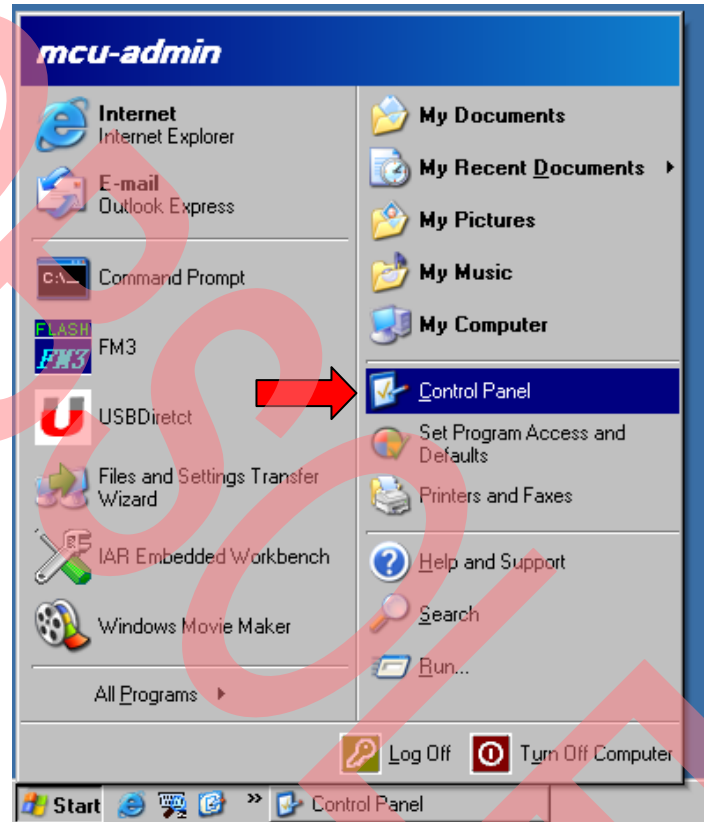 mcu-admin
Internet
Internet Explorer
E-mail
Outlook Express
C:\_
Command Prompt
FLASH
FM3
FM3
USBDiretct
Files and Settings Transfer
Wizard
IAR Embedded Workbench
Windows Movie Maker
All Programs
My Documents
My Recent Documents
My Pictures
My Music
My Computer
Control Panel
Set Program Access and
Defaults
Printers and Faxes
Help and Support
Search
Run...
Log Off
Turn Off Computer
Start
»
Control Panel